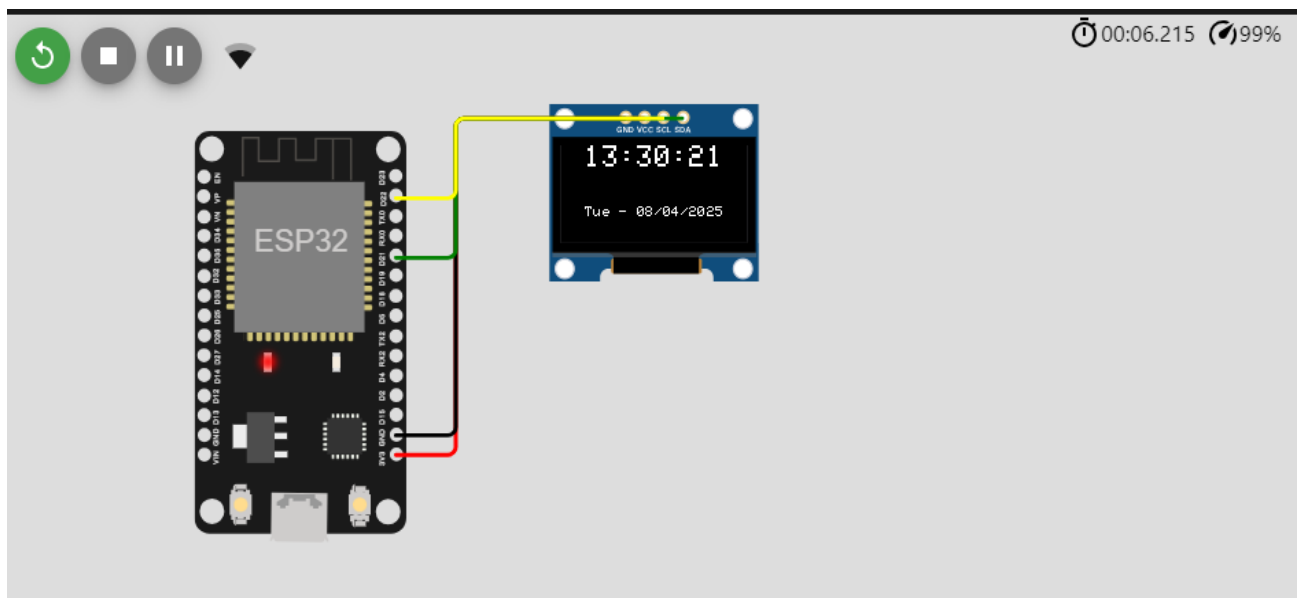 00:06.215 99%
GND VCC SCL SDA
13:30:21
Tue - 08/04/2025
ESP32
EN
VP
VN
D34
D35
D32
D33
D25
D26
D27
D14
D12
D13
GND
VIN
D23
D22
TX0
RX0
D21
D19
D18
D5
TX2
RX2
D4
D2
D15
GND
3V3